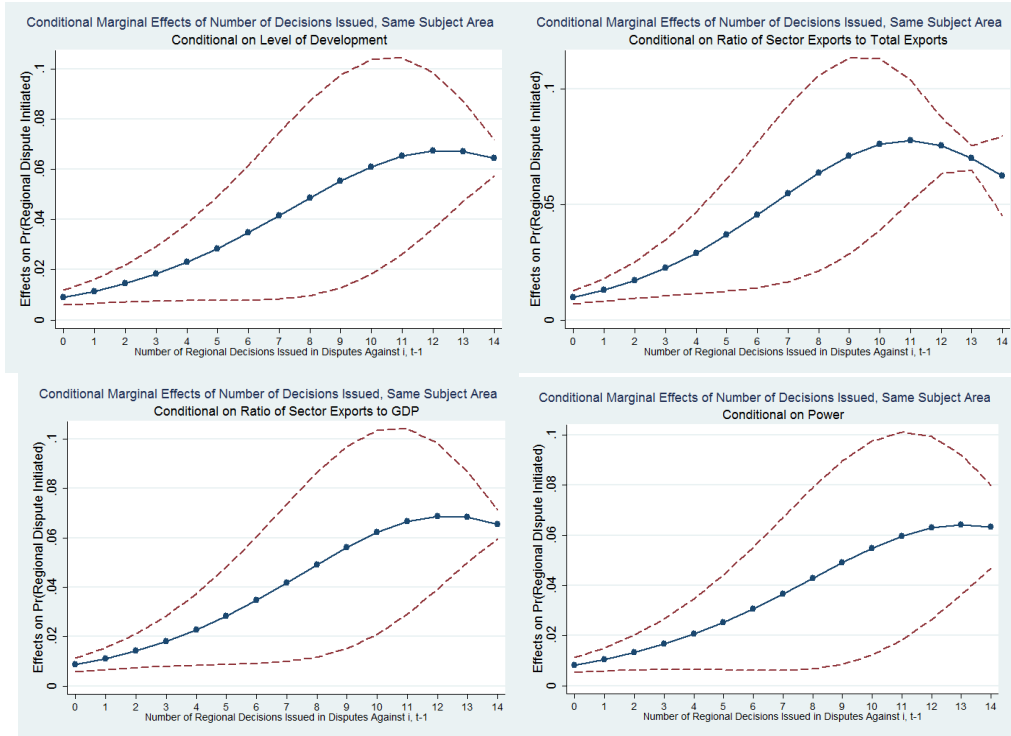 Conditional Marginal Effects of Number of Decisions Issued, Same Subject Area
Conditional on Level of Development
Effects on Pr(Regional Dispute Initiated)
.1
.08
.06
.04
.02
0
0 1 2 3 4 5 6 7 8 9 10 11 12 13 14
Number of Regional Decisions Issued in Disputes Against i, t-1
Conditional Marginal Effects of Number of Decisions Issued, Same Subject Area
Conditional on Ratio of Sector Exports to Total Exports
Effects on Pr(Regional Dispute Initiated)
.1
.05
0
0 1 2 3 4 5 6 7 8 9 10 11 12 13 14
Number of Regional Decisions Issued in Disputes Against i, t-1
Conditional Marginal Effects of Number of Decisions Issued, Same Subject Area
Conditional on Ratio of Sector Exports to GDP
Effects on Pr(Regional Dispute Initiated)
.1
.08
.06
.04
.02
0
0 1 2 3 4 5 6 7 8 9 10 11 12 13 14
Number of Regional Decisions Issued in Disputes Against i, t-1
Conditional Marginal Effects of Number of Decisions Issued, Same Subject Area
Conditional on Power
Effects on Pr(Regional Dispute Initiated)
.1
.08
.06
.04
.02
0
0 1 2 3 4 5 6 7 8 9 10 11 12 13 14
Number of Regional Decisions Issued in Disputes Against i, t-1